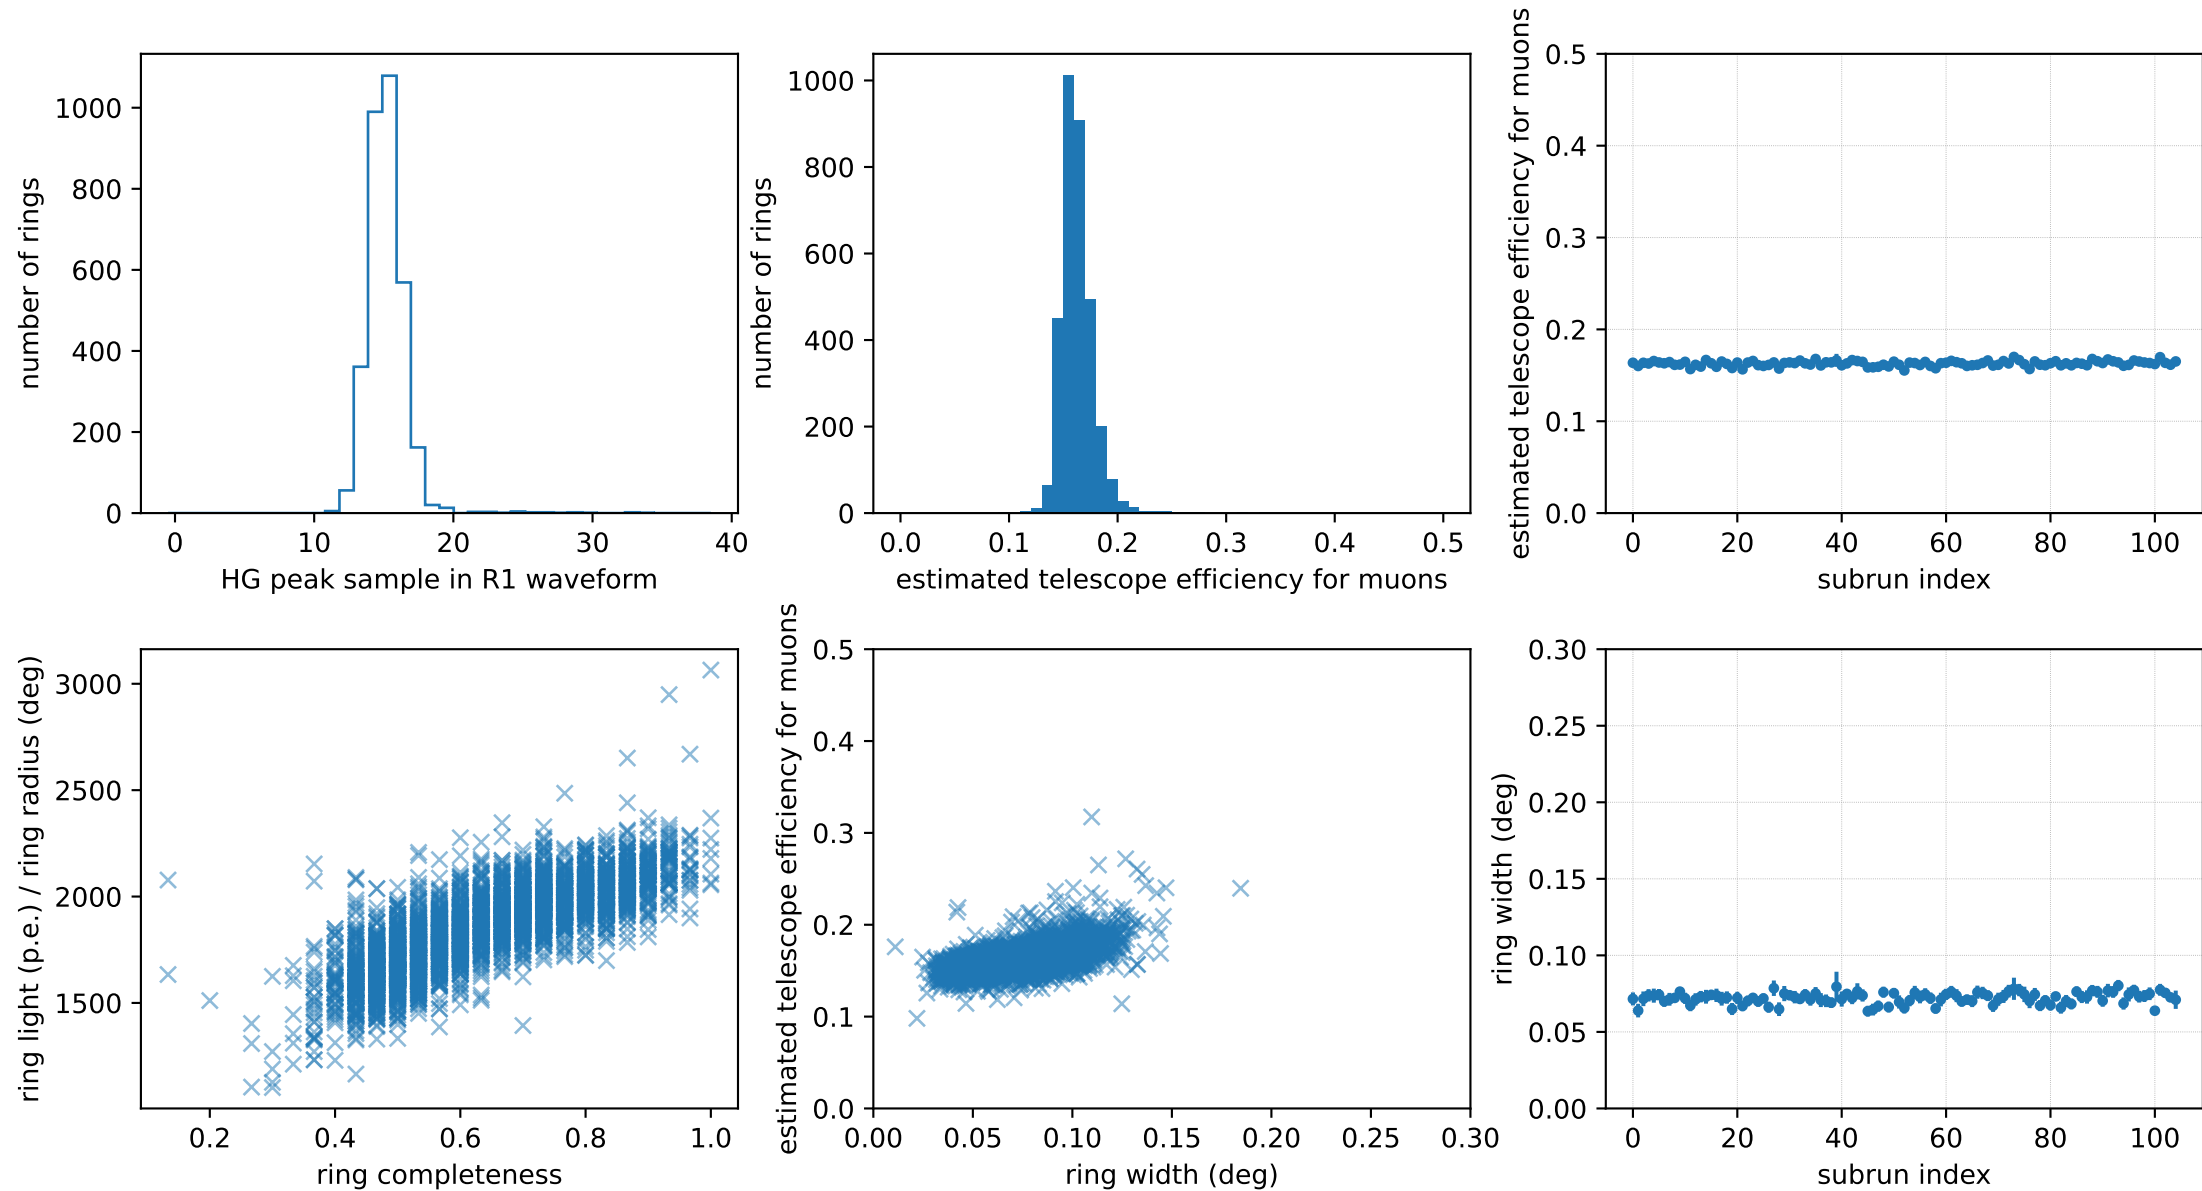 number of rings
1000
800
600
400
200
0
0 10 20 30 40
HG peak sample in R1 waveform
number of rings
1000
800
600
400
200
0
0.0 0.1 0.2 0.3 0.4 0.5
estimated telescope efficiency for muons
estimated telescope efficiency for muons
0.5
0.4
0.3
0.2
0.1
0.0
0 20 40 60 80 100
subrun index
ring light (p.e.) / ring radius (deg)
3000
2500
2000
1500
0.2 0.4 0.6 0.8 1.0
ring completeness
estimated telescope efficiency for muons
0.5
0.4
0.3
0.2
0.1
0.0
0.00 0.05 0.10 0.15 0.20 0.25 0.30
ring width (deg)
ring width (deg)
0.30
0.25
0.20
0.15
0.10
0.05
0.00
0 20 40 60 80 100
subrun index